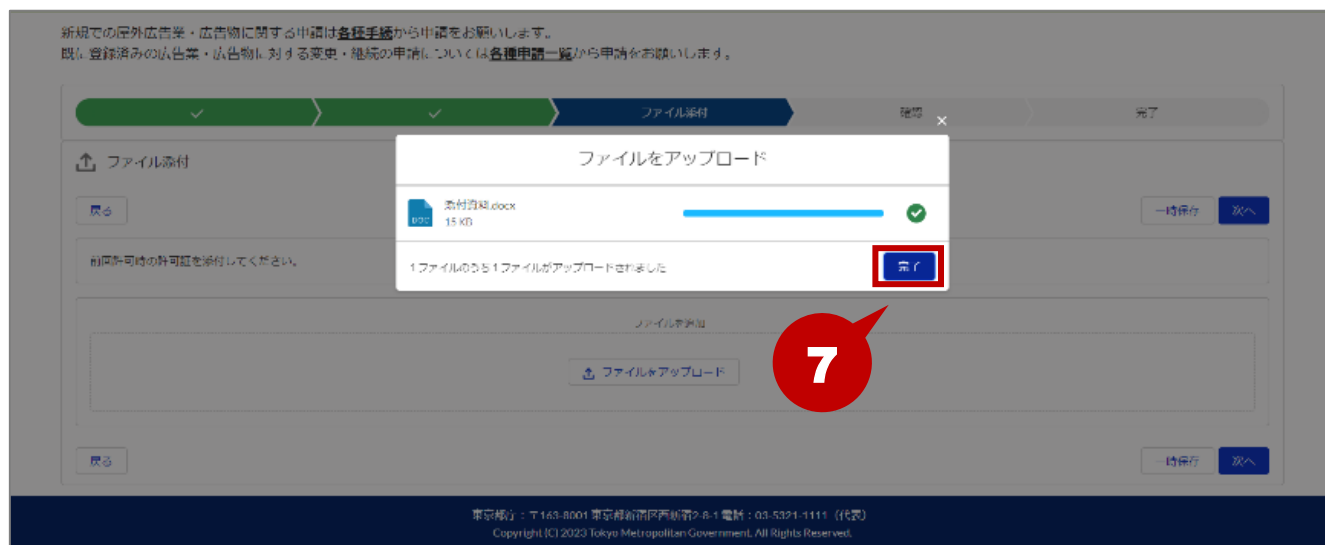 新規での屋外広告業・広告物に関する申請は各種手続から申請をお願いします。
既に登録済みの広告業・広告物に対する変更・継続の申請については各種申請一覧から申請をお願いします。
ファイル添付
確認
完了
×
ファイル添付
ファイルをアップロード
戻る
添付資料.docx
DOC
15 KB
一時保存
次へ
前回許可時の許可証を添付してください。
1 ファイルのうち 1 ファイルがアップロードされました
完了
ファイルを追加
7
ファイルをアップロード
戻る
一時保存
次へ
東京都庁：〒163-8001 東京都新宿区西新宿2-8-1 電話：03-5321-1111（代表）
Copyright (C) 2023 Tokyo Metropolitan Government. All Rights Reserved.